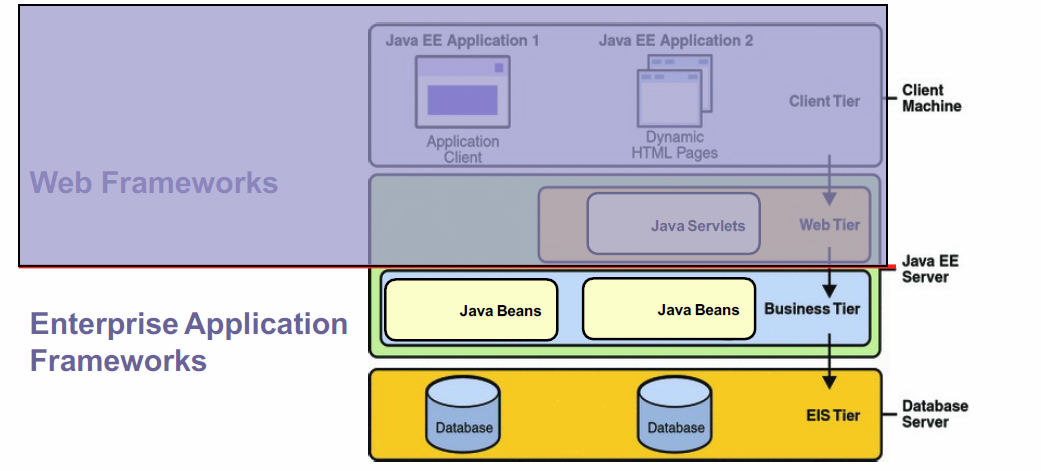 Java EE Application 1
Java EE Application 2
Application
Client
Dynamic
HTML Pages
Client Tier
Client
Machine
Web Frameworks
Java Servlets
Web Tier
Java EE
Server
Java Beans
Java Beans
Business Tier
Enterprise Application
Frameworks
Database
Database
EIS Tier
Database
Server